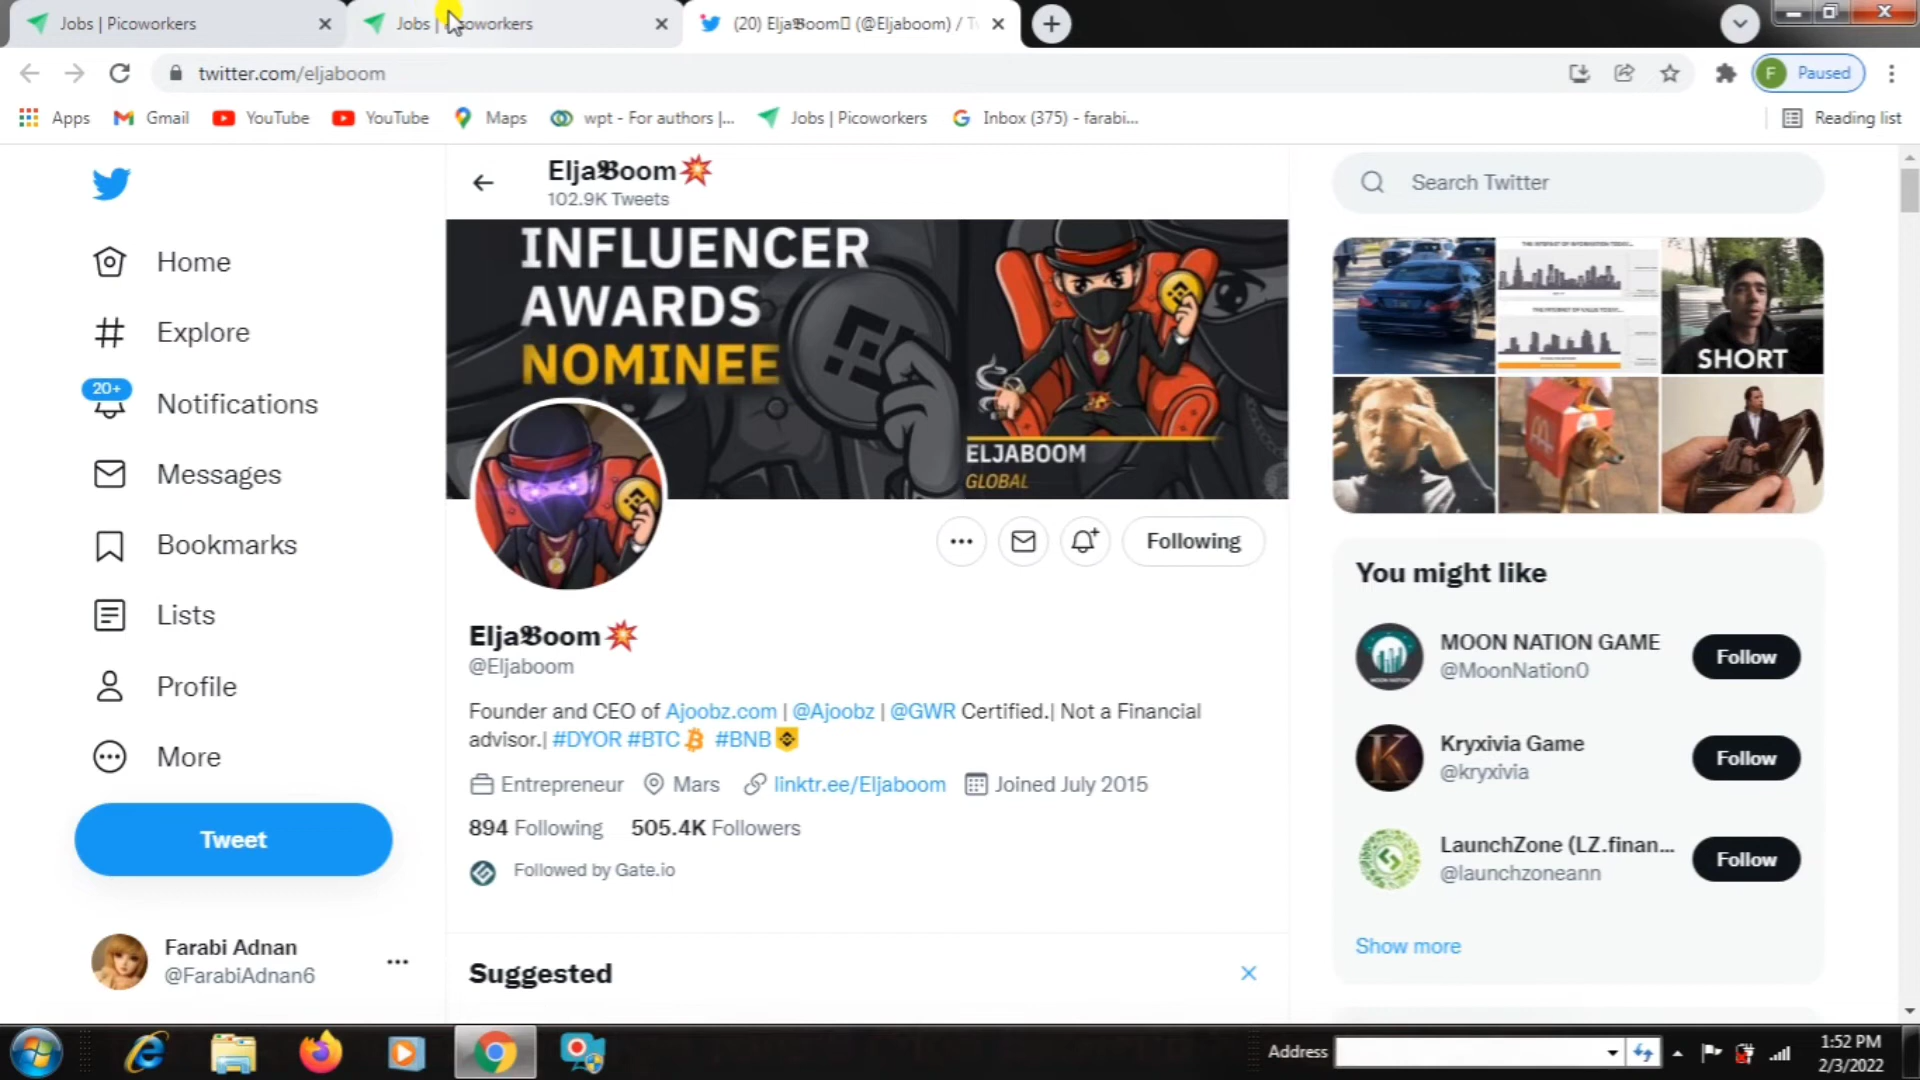 Jobs | Picoworkers
Jobs | Picoworkers
(20) Elja𝕭oom (@Eljaboom) / Tw
twitter.com/eljaboom
F Paused
Apps
Gmail
YouTube
YouTube
Maps
wpt - For authors |...
Jobs | Picoworkers
Inbox (375) - farabi...
Reading list
Elja𝕭oom💥
102.9K Tweets
Search Twitter
Home
Explore
20+
Notifications
Messages
Bookmarks
Lists
Profile
More
Tweet
Farabi Adnan
@FarabiAdnan6
INFLUENCER
AWARDS
NOMINEE
ELJABOOM
GLOBAL
Following
Elja𝕭oom💥
@Eljaboom
Founder and CEO of Ajoobz.com | @Ajoobz | @GWR Certified.| Not a Financial
advisor.| #DYOR #BTC #BNB
Entrepreneur Mars linktr.ee/Eljaboom Joined July 2015
894 Following 505.4K Followers
Followed by Gate.io
Suggested
SHORT
You might like
MOON NATION GAME
@MoonNation0
Follow
Kryxivia Game
@kryxivia
Follow
LaunchZone (LZ.finan...
@launchzoneann
Follow
Show more
Address
1:52 PM
2/3/2022